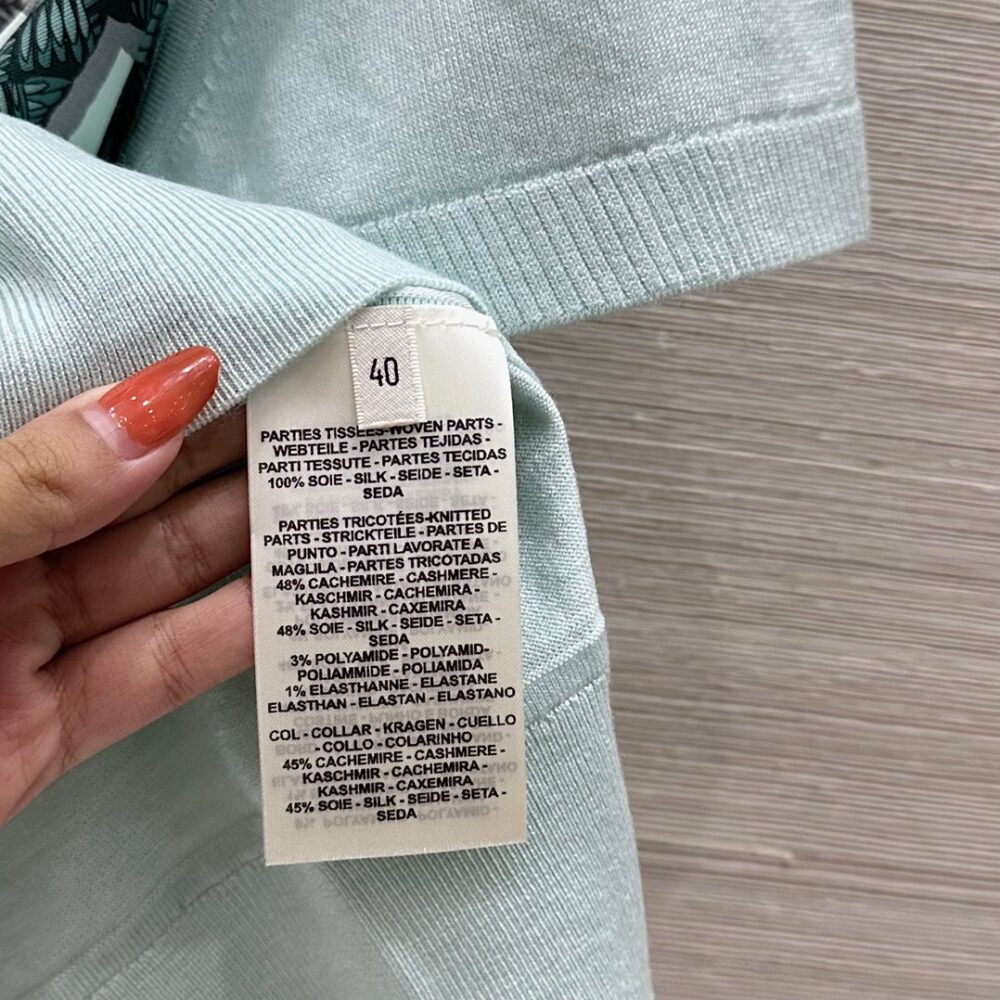 40
PARTIES TISSÉES-WOVEN PARTS -
WEBTEILE - PARTES TEJIDAS -
PARTI TESSUTE - PARTES TECIDAS
100% SOIE - SILK - SEIDE - SETA -
SEDA
PARTIES TRICOTÉES-KNITTED
PARTS - STRICKTEILE - PARTES DE
PUNTO - PARTI LAVORATE A
MAGLILA - PARTES TRICOTADAS
48% CACHEMIRE - CASHMERE -
KASCHMIR - CACHEMIRA -
KASHMIR - CAXEMIRA
48% SOIE - SILK - SEIDE - SETA -
SEDA
3% POLYAMIDE - POLYAMID-
POLIAMMIDE - POLIAMIDA
1% ELASTHANNE - ELASTANE
ELASTHAN - ELASTAN - ELASTANO
COL - COLLAR - KRAGEN - CUELLO
- COLLO - COLARINHO
45% CACHEMIRE - CASHMERE -
KASCHMIR - CACHEMIRA -
KASHMIR - CAXEMIRA
45% SOIE - SILK - SEIDE - SETA -
SEDA